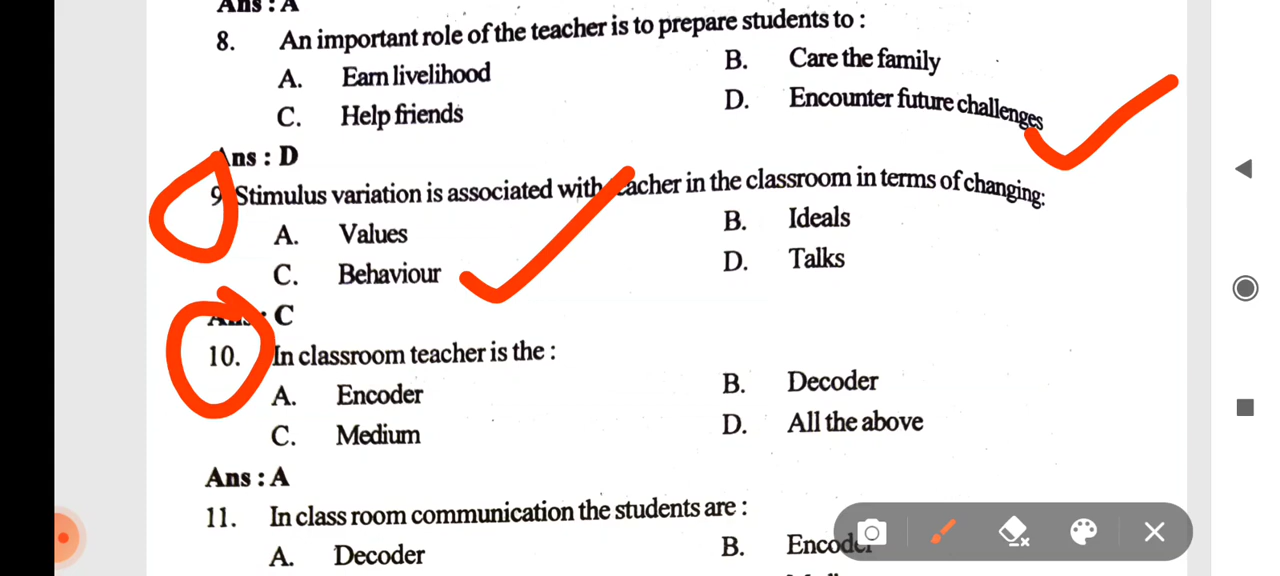 Ans : A
8. An important role of the teacher is to prepare students to :
A. Earn livelihood B. Care the family
C. Help friends D. Encounter future challenges
Ans : D
9. Stimulus variation is associated with teacher in the classroom in terms of changing:
A. Values B. Ideals
C. Behaviour D. Talks
Ans : C
10. In classroom teacher is the :
A. Encoder B. Decoder
C. Medium D. All the above
Ans : A
11. In class room communication the students are :
A. Decoder B. Encoder